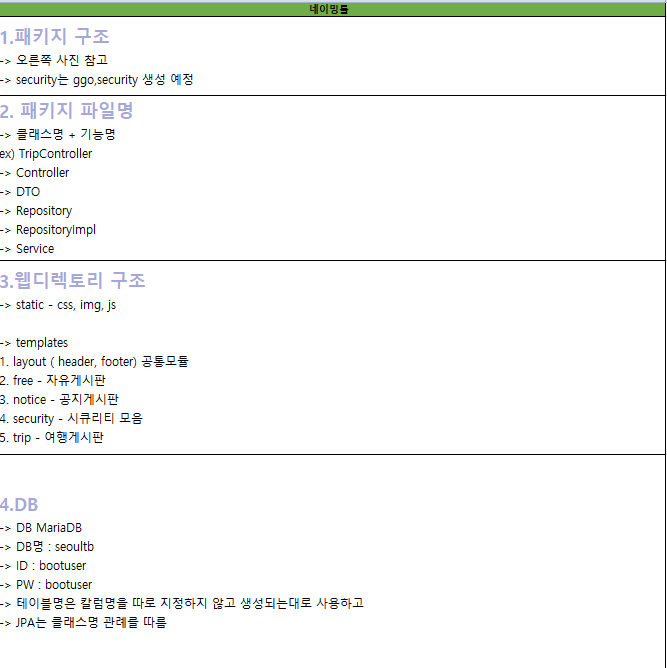 네이밍룰
1.패키지 구조
-> 오른쪽 사진 참고
-> security는 ggo,security 생성 예정
2. 패키지 파일명
-> 클래스명 + 기능명
ex) TripController
-> Controller
-> DTO
-> Repository
-> RepositoryImpl
-> Service
3.웹디렉토리 구조
-> static - css, img, js
-> templates
1. layout ( header, footer) 공통모듈
2. free - 자유게시판
3. notice - 공지게시판
4. security - 시큐리티 모음
5. trip - 여행게시판
4.DB
-> DB MariaDB
-> DB명 : seoultb
-> ID : bootuser
-> PW : bootuser
-> 테이블명은 칼럼명을 따로 지정하지 않고 생성되는대로 사용하고
-> JPA는 클래스명 관례를 따름